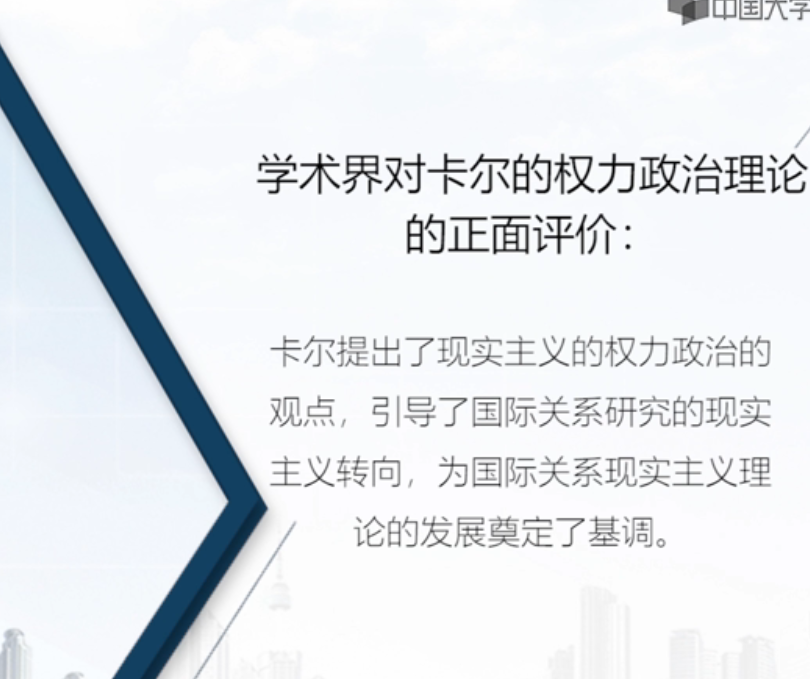 中国大学
学术界对卡尔的权力政治理论
的正面评价：
卡尔提出了现实主义的权力政治的
观点，引导了国际关系研究的现实
主义转向，为国际关系现实主义理
论的发展奠定了基调。